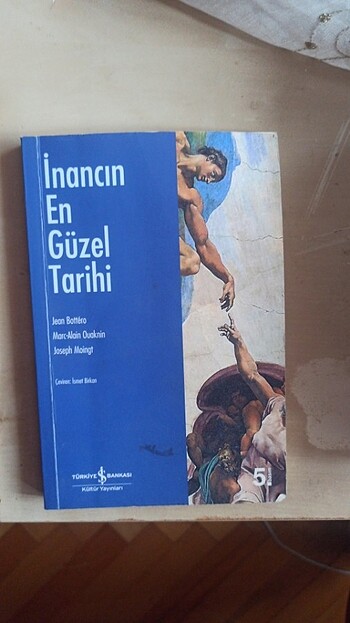 İnancın
En
Güzel
Tarihi
Jean Bottéro
Marc-Alain Ouaknin
Joseph Moingt
Çeviren: İsmet Birkan
TÜRKİYE İŞ BANKASI
Kültür Yayınları
5.